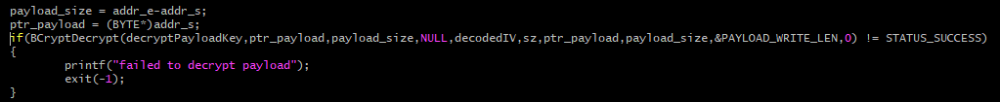 payload_size = addr_e-addr_s;
ptr_payload = (BYTE*)addr_s;
if(BCryptDecrypt(decryptPayloadKey,ptr_payload,payload_size,NULL,decodedIV,sz,ptr_payload,payload_size,&PAYLOAD_WRITE_LEN,0) != STATUS_SUCCESS)
{
printf("failed to decrypt payload");
exit(-1);
}